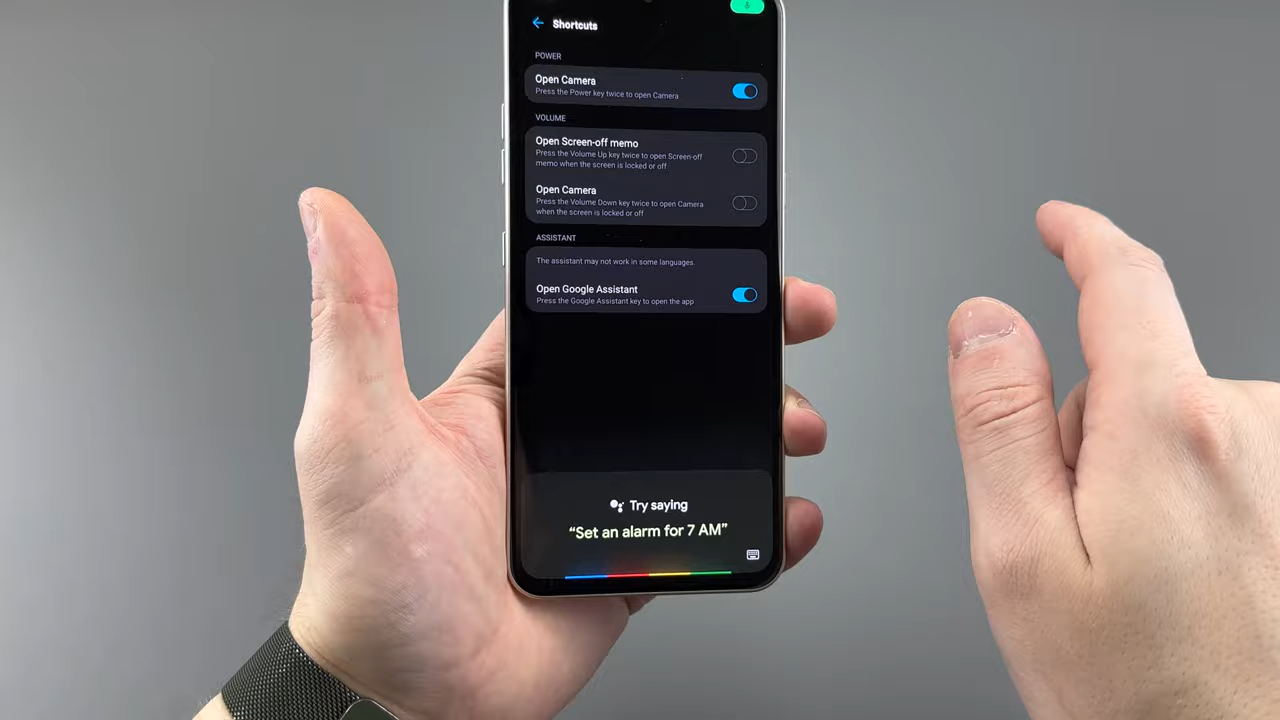 Shortcuts
POWER
Open Camera
Press the Power key twice to open Camera
VOLUME
Open Screen-off memo
Press the Volume Up key twice to open Screen-off
memo when the screen is locked or off
Open Camera
Press the Volume Down key twice to open Camera
when the screen is locked or off
ASSISTANT
The assistant may not work in some languages.
Open Google Assistant
Press the Google Assistant key to open the app
Try saying
“Set an alarm for 7 AM”